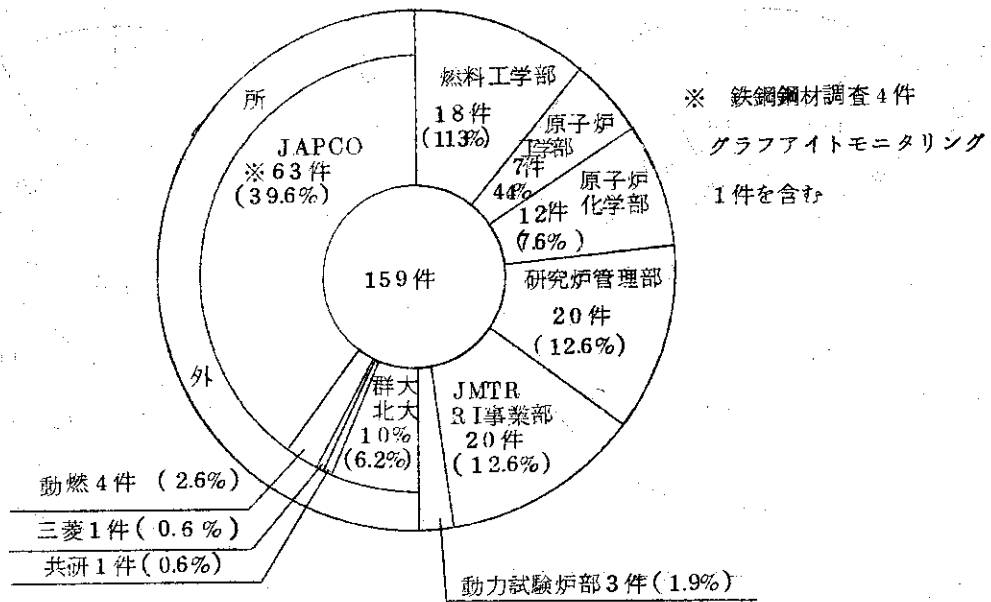 燃料工学部
18件
(11.3%)
原子炉
工学部
7件
4.4%
原子炉
化学部
12件
(7.6%)
研究炉管理部
20件
(12.6%)
JMTR
RI事業部
20件
(12.6%)
動力試験炉部3件(1.9%)
群大
北大
10%
(6.2%)
共研1件(0.6%)
三菱1件(0.6%)
動燃4件 (2.6%)
所
外
JAPCO
※63件
(39.6%)
159件
※ 鉄鋼鋼材調査4件
グラフアイトモニタリング
1件を含む